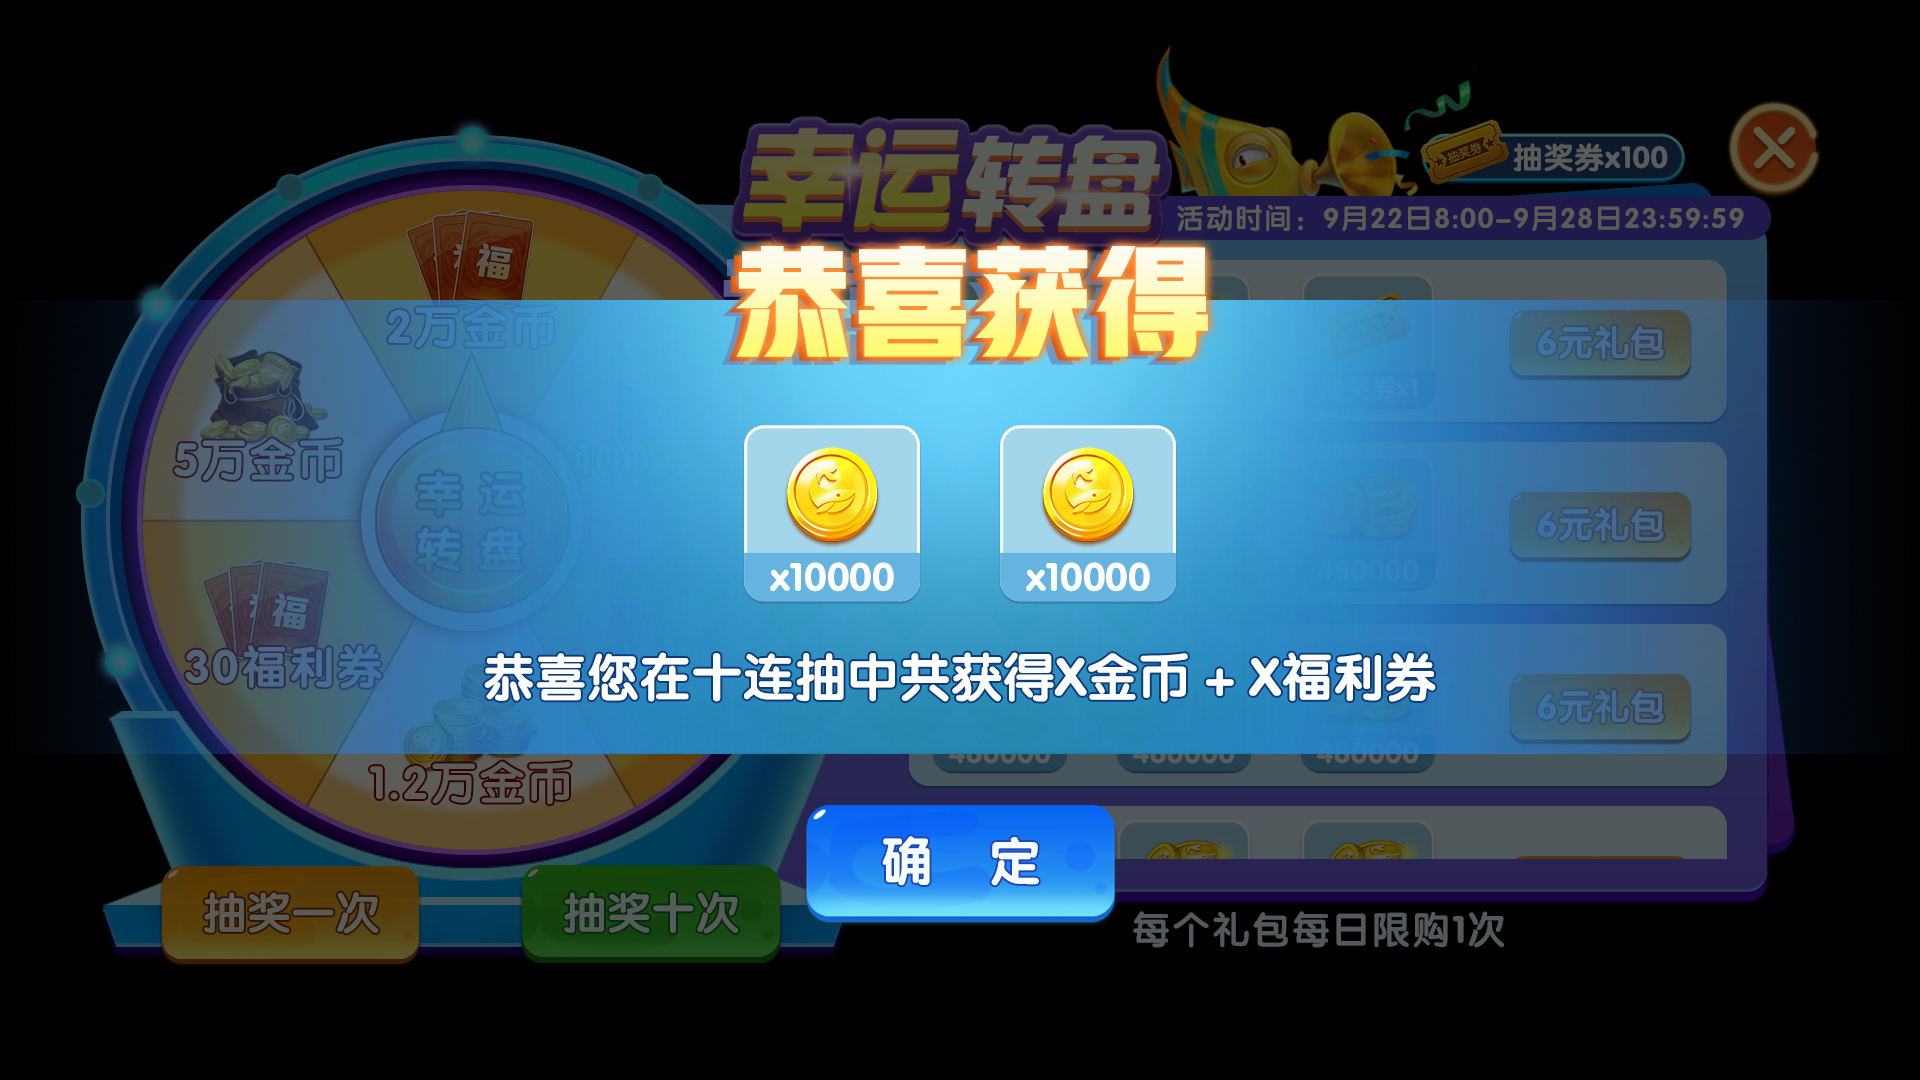 幸运转盘
抽奖券
抽奖券x100
活动时间：9月22日8:00-9月28日23:59:59
恭喜获得
福
2万金币
5万金币
幸运
转盘
福
30福利券
1.2万金币
抽奖券x1
6元礼包
480000
6元礼包
6元礼包
480000
480000
480000
x10000
x10000
恭喜您在十连抽中共获得X金币 + X福利券
确 定
抽奖一次
抽奖十次
每个礼包每日限购1次